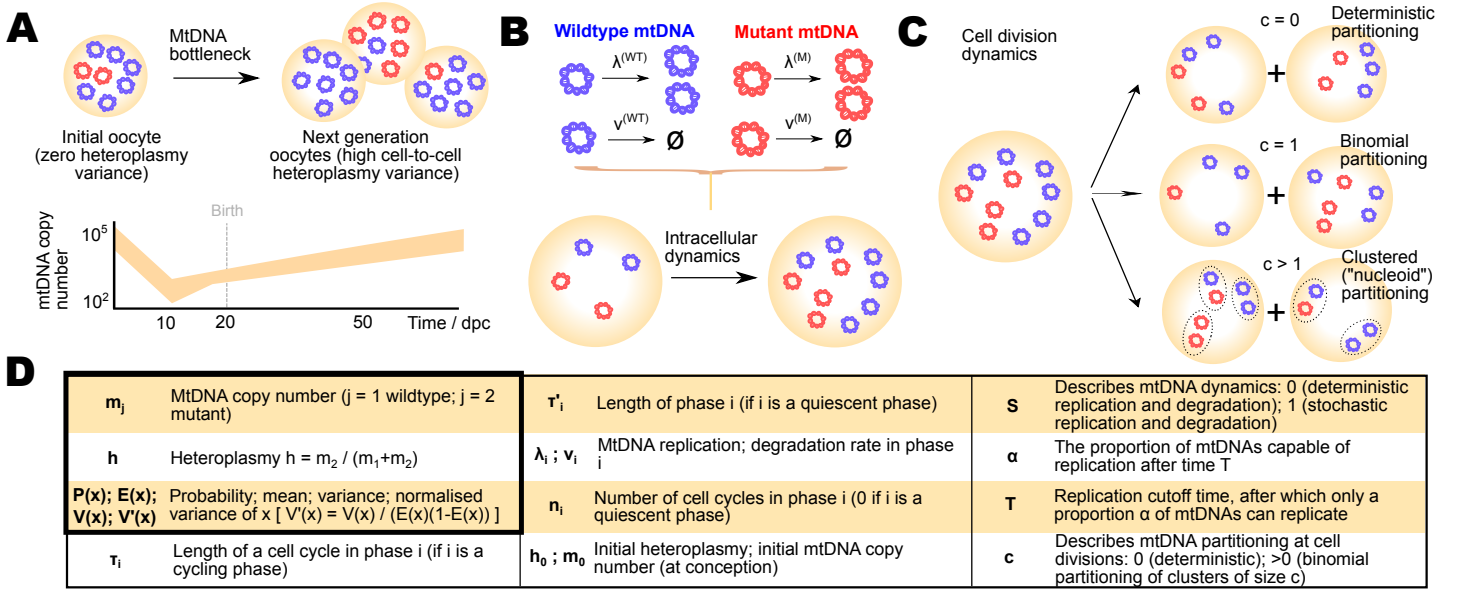 A
MtDNA
bottleneck
Initial oocyte
(zero heteroplasmy
variance)
Next generation
oocytes (high cell-to-cell
heteroplasmy variance)
mtDNA copy
number
10⁵
10²
Birth
10
20
50
Time / dpc
B
Wildtype mtDNA
Mutant mtDNA
λ(WT)
λ(M)
ν(WT)
Ø
ν(M)
Ø
Intracellular
dynamics
C
Cell division
dynamics
c = 0
Deterministic
partitioning
+
c = 1
Binomial
partitioning
+
c > 1
Clustered
("nucleoid")
partitioning
+
D
mj
MtDNA copy number (j = 1 wildtype; j = 2
mutant)
h
Heteroplasmy h = m₂ / (m₁+m₂)
P(x); E(x);
V(x); V'(x)
Probability; mean; variance; normalised
variance of x [ V'(x) = V(x) / (E(x)(1-E(x)) ]
τi
Length of a cell cycle in phase i (if i is a
cycling phase)
τ'i
Length of phase i (if i is a quiescent phase)
λi ; νi
MtDNA replication; degradation rate in phase
i
ni
Number of cell cycles in phase i (0 if i is a
quiescent phase)
h₀ ; m₀
Initial heteroplasmy; initial mtDNA copy
number (at conception)
S
Describes mtDNA dynamics: 0 (deterministic
replication and degradation); 1 (stochastic
replication and degradation)
α
The proportion of mtDNAs capable of
replication after time T
T
Replication cutoff time, after which only a
proportion α of mtDNAs can replicate
c
Describes mtDNA partitioning at cell
divisions: 0 (deterministic); >0 (binomial
partitioning of clusters of size c)